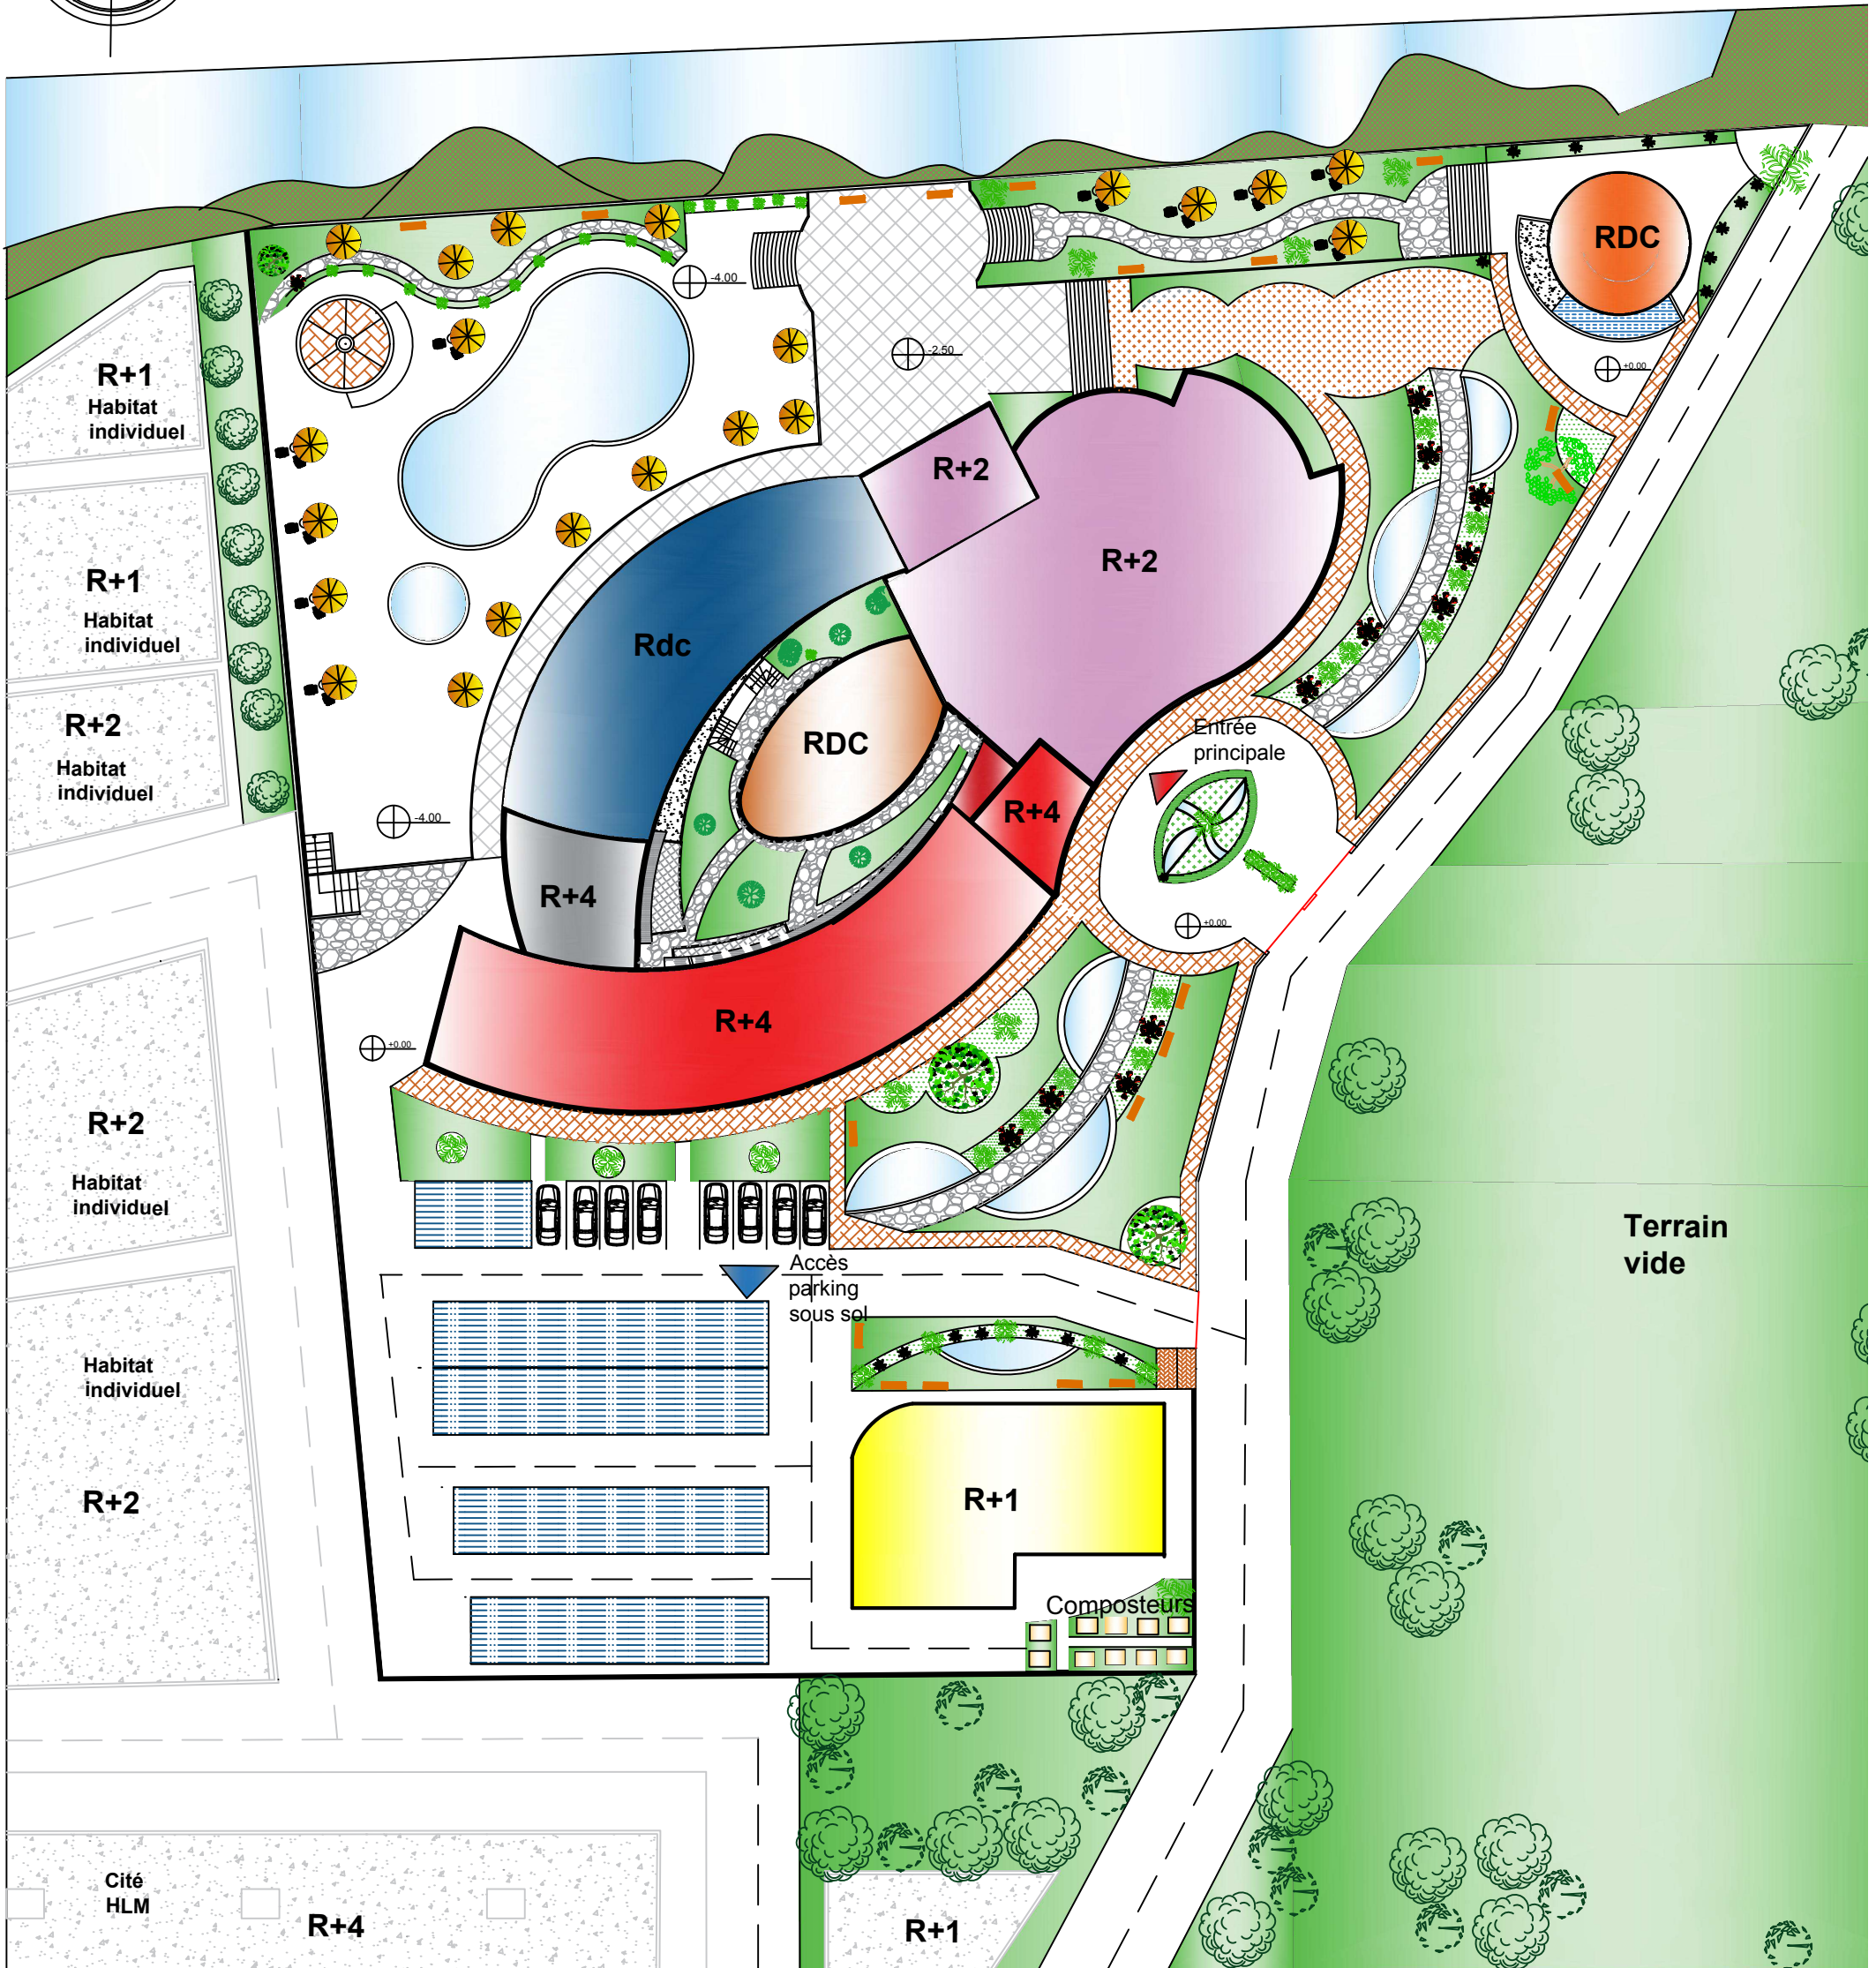 RDC
-4.00
-2.50
+0.00
R+1
Habitat
individuel
R+2
R+2
R+1
Habitat
individuel
Rdc
R+2
Habitat
individuel
RDC
Entrée
principale
R+4
-4.00
R+4
+0.00
R+4
+0.00
R+2
Habitat
individuel
Terrain
vide
Accès
parking
sous sol
Habitat
individuel
R+2
R+1
Composteurs
Cité
HLM
R+4
R+1